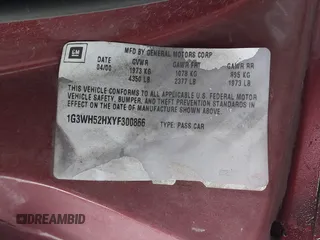 GM
MFD BY GENERAL MOTORS CORP
DATE GVWR GAWR FRT GAWR RR
04/00 1973 KG 1078 KG 895 KG
4350 LB 2377 LB 1973 LB
THIS VEHICLE CONFORMS TO ALL APPLICABLE U.S. FEDERAL MOTOR
VEHICLE SAFETY, BUMPER, AND THEFT PREVENTION STANDARDS
IN EFFECT ON THE DATE OF MANUFACTURE SHOWN ABOVE.
1G3WH52HXYF300866 TYPE: PASS CAR
DREAMBID